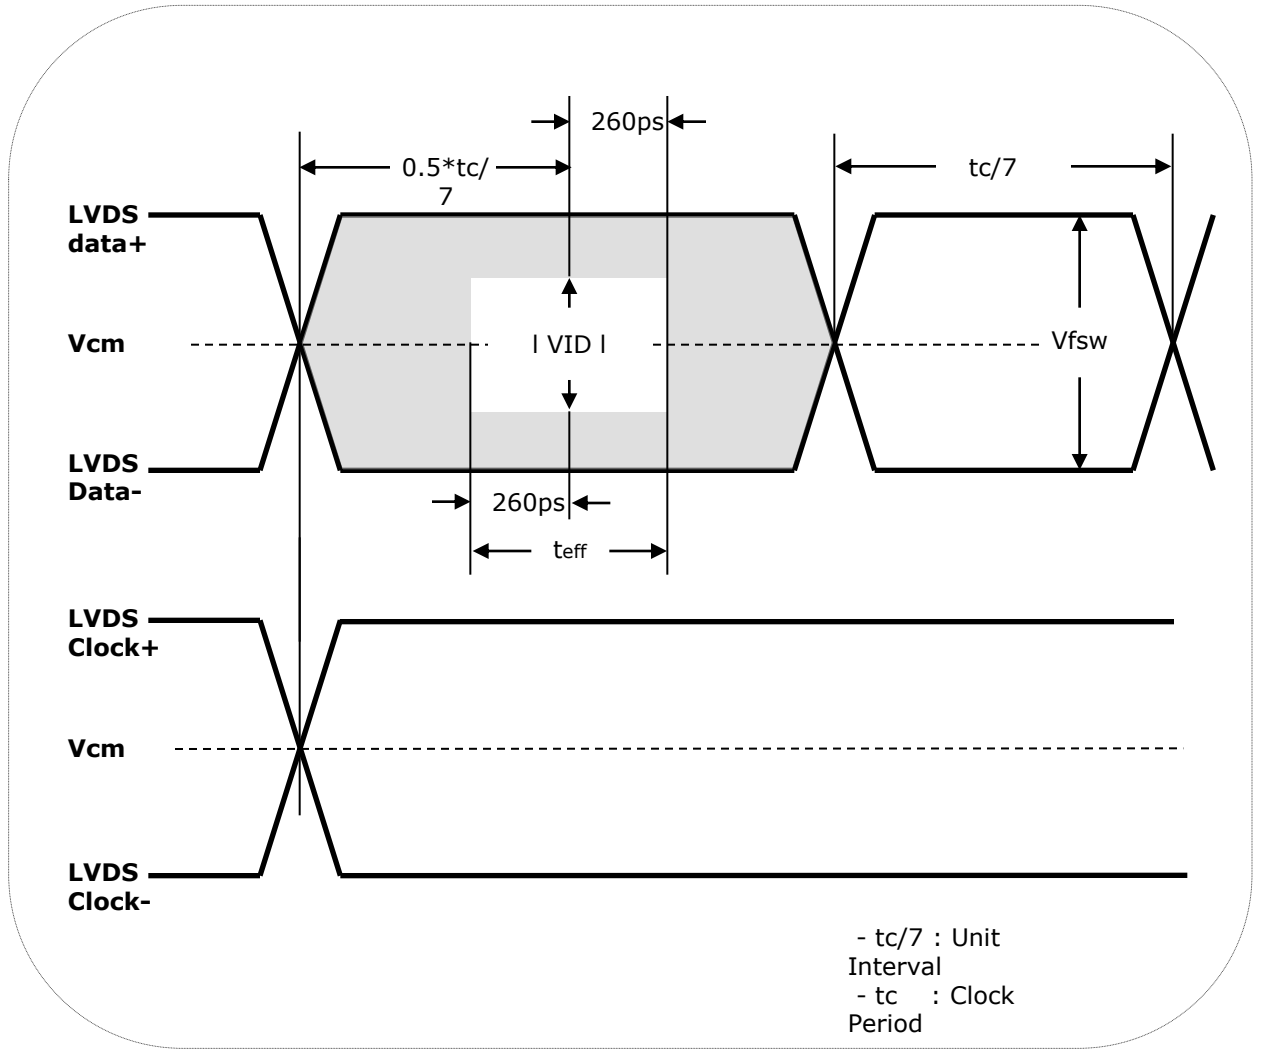 260ps
0.5*tc/
7
tc/7
LVDS
data+
Vcm
l VID l
Vfsw
LVDS
Data-
260ps
teff
LVDS
Clock+
Vcm
LVDS
Clock-
- tc/7 : Unit
Interval
- tc : Clock
Period